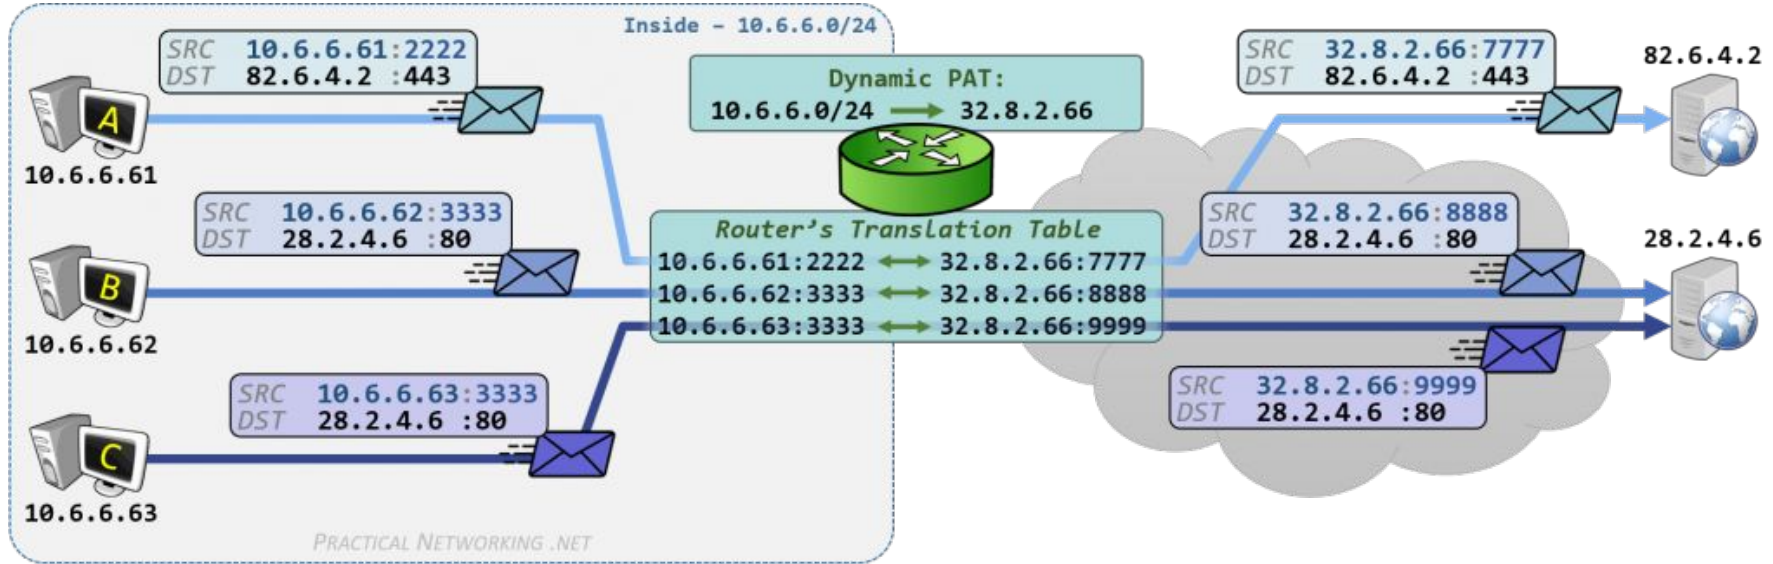 Inside – 10.6.6.0/24
SRC 10.6.6.61:2222
DST 82.6.4.2 :443
A
10.6.6.61
SRC 10.6.6.62:3333
DST 28.2.4.6 :80
B
10.6.6.62
SRC 10.6.6.63:3333
DST 28.2.4.6 :80
C
10.6.6.63
PRACTICAL NETWORKING .NET
Dynamic PAT:
10.6.6.0/24 → 32.8.2.66
Router’s Translation Table
10.6.6.61:2222 ↔ 32.8.2.66:7777
10.6.6.62:3333 ↔ 32.8.2.66:8888
10.6.6.63:3333 ↔ 32.8.2.66:9999
SRC 32.8.2.66:7777
DST 82.6.4.2 :443
82.6.4.2
SRC 32.8.2.66:8888
DST 28.2.4.6 :80
28.2.4.6
SRC 32.8.2.66:9999
DST 28.2.4.6 :80